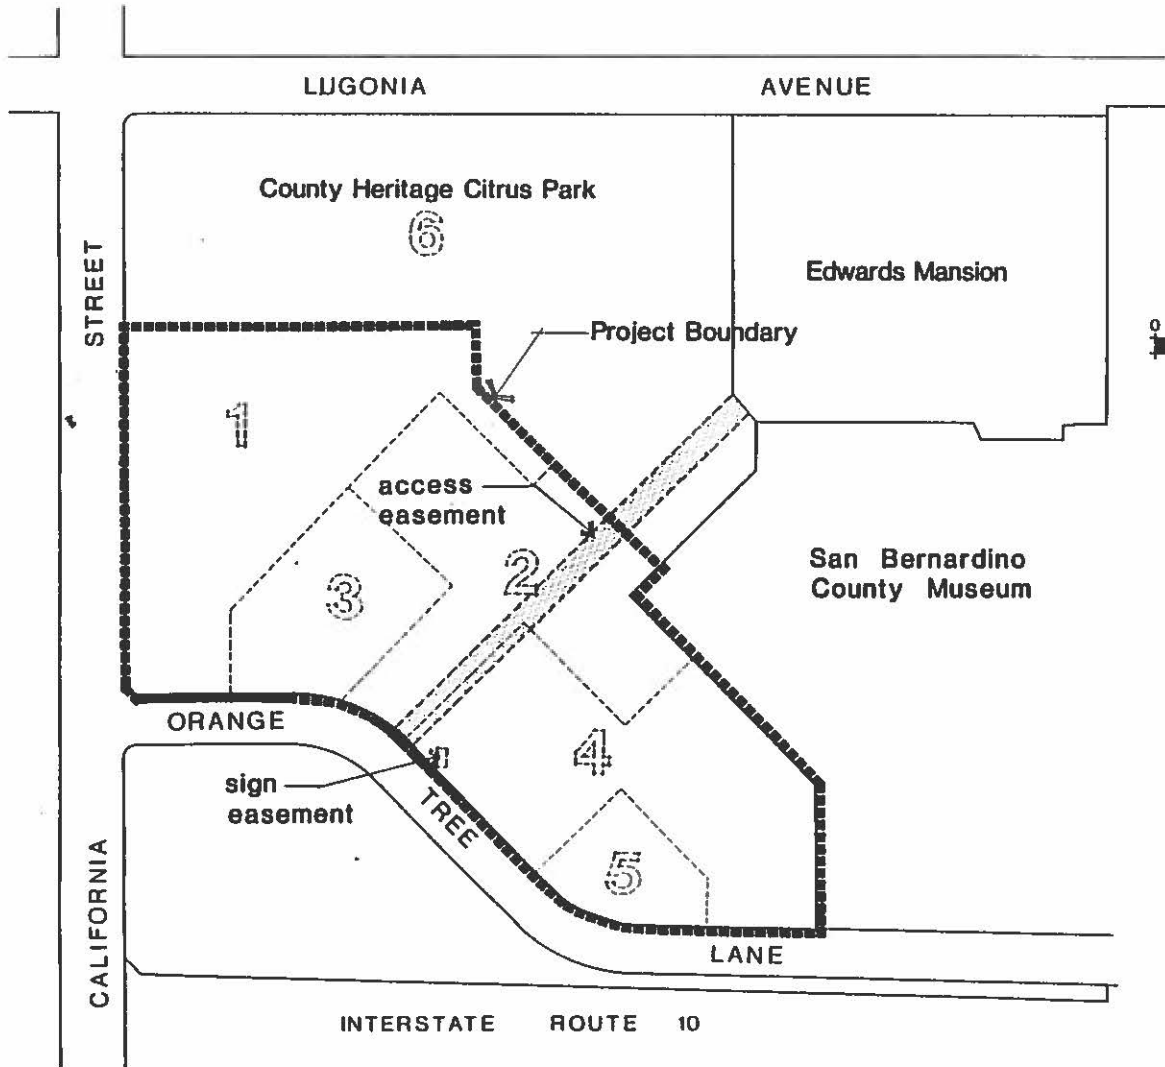 LUGONIA AVENUE
County Heritage Citrus Park
6
STREET
Edwards Mansion
Project Boundary
0
1
access
easement
2
3
San Bernardino
County Museum
ORANGE
4
sign
easement
TREE
5
CALIFORNIA
LANE
INTERSTATE ROUTE 10